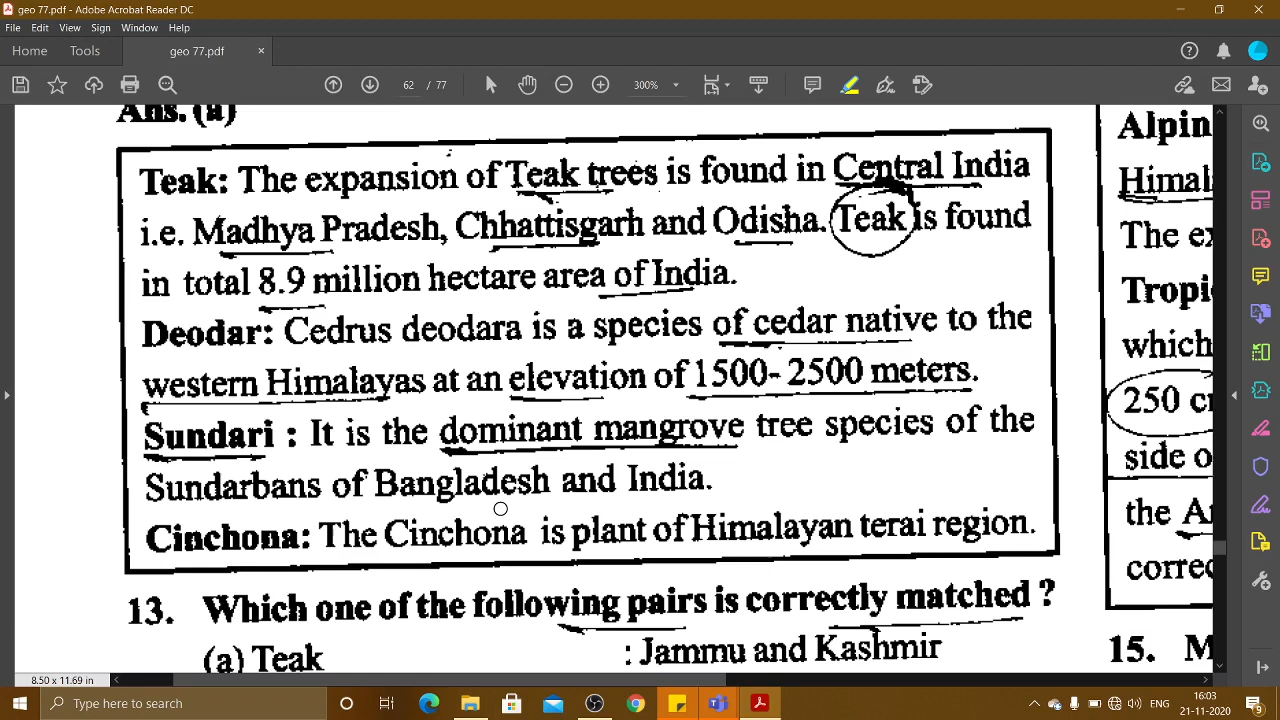 geo 77.pdf - Adobe Acrobat Reader DC
File Edit View Sign Window Help
Home Tools geo 77.pdf ×
62 / 77 300%
Ans. (a)
Teak: The expansion of Teak trees is found in Central India
i.e. Madhya Pradesh, Chhattisgarh and Odisha. Teak is found
in total 8.9 million hectare area of India.
Deodar: Cedrus deodara is a species of cedar native to the
western Himalayas at an elevation of 1500- 2500 meters.
Sundari : It is the dominant mangrove tree species of the
Sundarbans of Bangladesh and India.
Cinchona: The Cinchona is plant of Himalayan terai region.
13. Which one of the following pairs is correctly matched ?
(a) Teak : Jammu and Kashmir
Alpin
Himal
The ex
Tropic
which
250 c
side o
the A
correc
15. M
8.50 x 11.69 in
Type here to search
ENG
16:03
21-11-2020
9